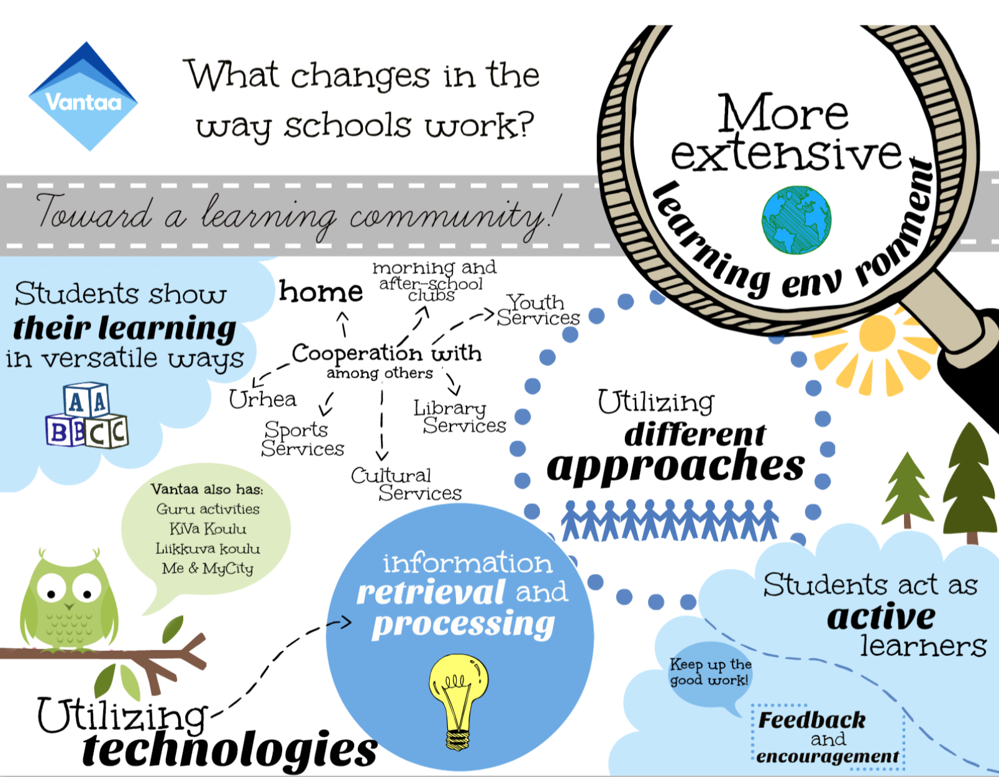 Vantaa
What changes in the
way schools work?
More
extensive
learning env ronment
Toward a learning community!
Students show
their learning
in versatile ways
A A
B B C C
home
morning and
after-school
clubs
Youth
Services
Cooperation with
among others
Urhea
Sports
Services
Cultural
Services
Library
Services
Utilizing
different
approaches
Vantaa also has:
Guru activities
KiVa Koulu
Liikkuva koulu
Me & MyCity
information
retrieval and
processing
Utilizing
technologies
Students act as
active
learners
Keep up the
good work!
Feedback
and
encouragement